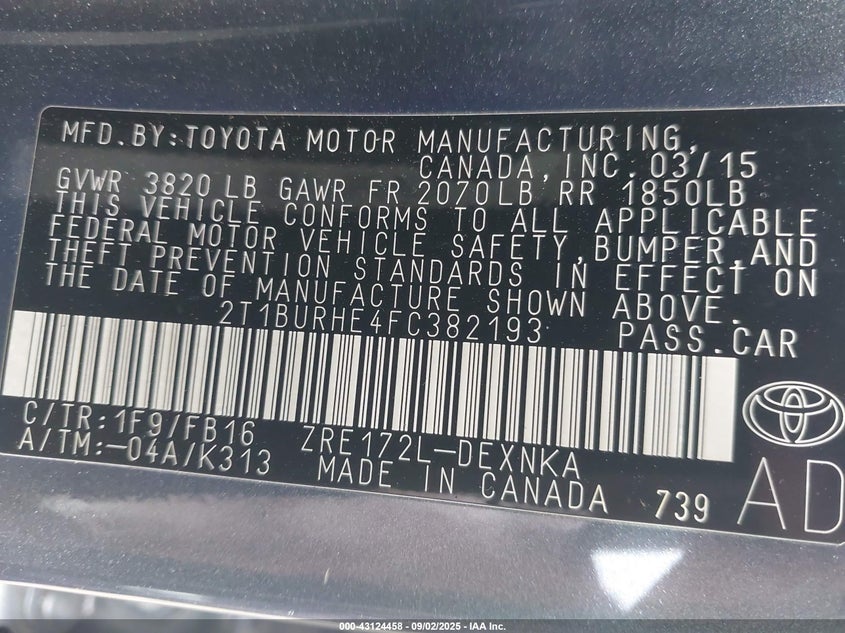 MFD.BY:TOYOTA MOTOR MANUFACTURING,
CANADA,INC. 03/15
GVWR 3820 LB GAWR FR 2070LB RR 1850LB
THIS VEHICLE CONFORMS TO ALL APPLICABLE
FEDERAL MOTOR VEHICLE SAFETY,BUMPER,AND
THEFT PREVENTION STANDARDS IN EFFECT ON
THE DATE OF MANUFACTURE SHOWN ABOVE.
2T1BURHE4FC382193 PASS.CAR
C/TR:1F9/FB16 ZRE172L-DEXNKA
A/TM:-04A/K313 MADE IN CANADA 739 AD
000-43124458 - 09/02/2025 - IAA Inc.